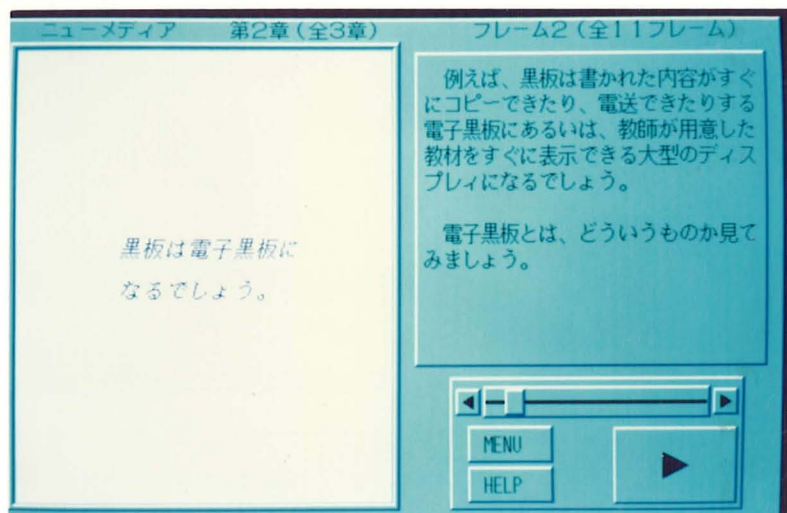 ニューメディア 第2章（全3章） フレーム2（全11フレーム）
黒板は電子黒板に
なるでしょう。
例えば、黒板は書かれた内容がすぐ
にコピーできたり、電送できたりする
電子黒板にあるいは、教師が用意した
教材をすぐに表示できる大型のディス
プレィになるでしょう。
電子黒板とは、どういうものか見て
みましょう。
MENU
HELP